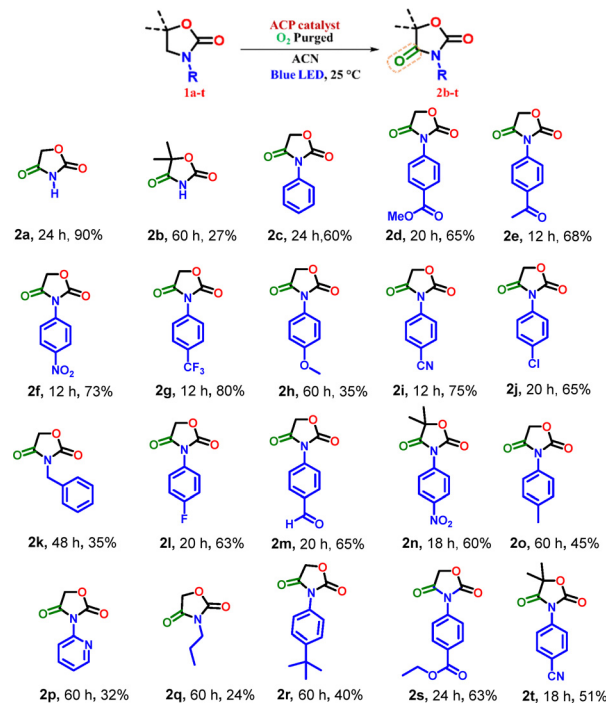 ACP catalyst
O₂ Purged
ACN
Blue LED, 25 °C
O
O
N
R
1a-t
O
O
O
N
R
2b-t
O
O
O
N
H
2a, 24 h, 90%
O
O
O
N
H
2b, 60 h, 27%
O
O
O
N
2c, 24 h,60%
O
O
O
N
MeO
O
2d, 20 h, 65%
O
O
O
N
O
2e, 12 h, 68%
O
O
O
N
NO₂
2f, 12 h, 73%
O
O
O
N
CF₃
2g, 12 h, 80%
O
O
O
N
O
2h, 60 h, 35%
O
O
O
N
CN
2i, 12 h, 75%
O
O
O
N
Cl
2j, 20 h, 65%
O
O
O
N
2k, 48 h, 35%
O
O
O
N
F
2l, 20 h, 63%
O
O
O
N
H
O
2m, 20 h, 65%
O
O
O
N
NO₂
2n, 18 h, 60%
O
O
O
N
2o, 60 h, 45%
O
O
O
N
N
2p, 60 h, 32%
O
O
O
N
2q, 60 h, 24%
O
O
O
N
2r, 60 h, 40%
O
O
O
N
O
O
2s, 24 h, 63%
O
O
O
N
CN
2t, 18 h, 51%